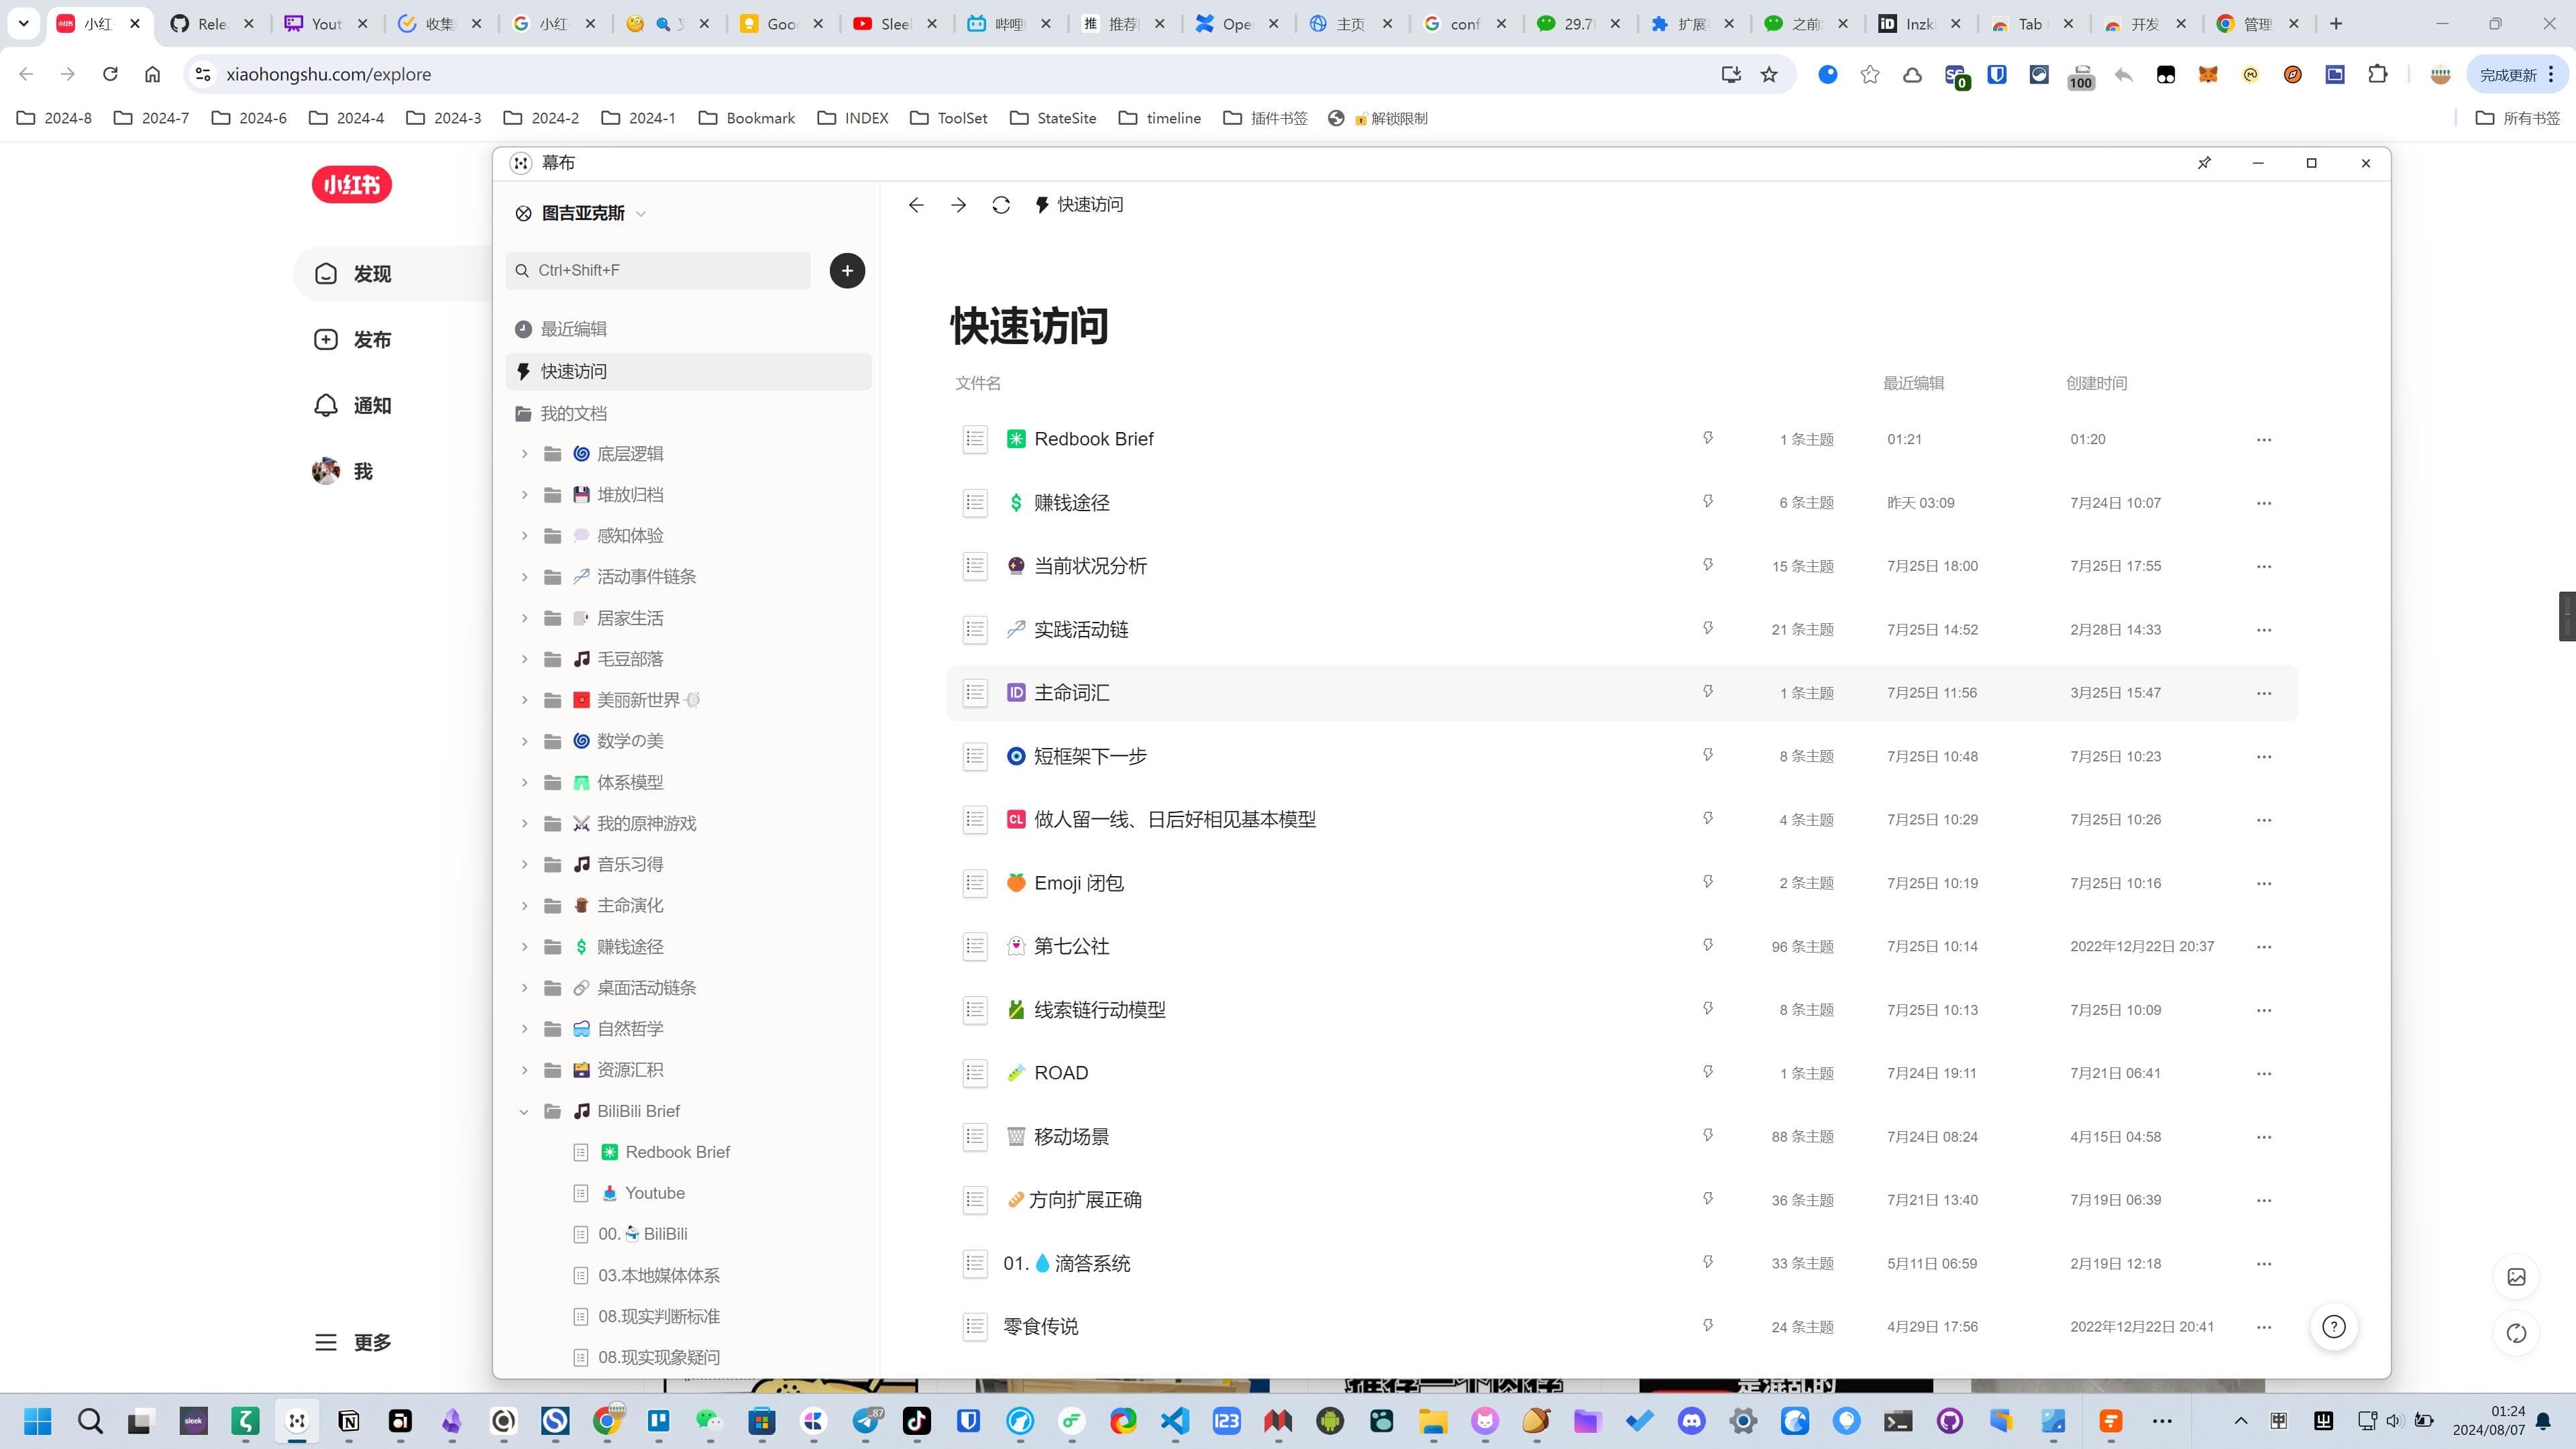 小红 Rele Yout 收集 小红 Goo Slee 哔哩 推 推荐 Ope 主页 conf 29.7 扩展 之前 iD Inzk Tab 开发 管理
xiaohongshu.com/explore
0 100 完成更新
2024-8 2024-7 2024-6 2024-4 2024-3 2024-2 2024-1 Bookmark INDEX ToolSet StateSite timeline 插件书签 解锁限制 所有书签
小红书
发现
发布
通知
我
更多
幕布
图吉亚克斯
Ctrl+Shift+F
最近编辑
快速访问
我的文档
底层逻辑
堆放归档
感知体验
活动事件链条
居家生活
毛豆部落
美丽新世界
数学の美
体系模型
我的原神游戏
音乐习得
主命演化
赚钱途径
桌面活动链条
自然哲学
资源汇积
BiliBili Brief
Redbook Brief
Youtube
00. BiliBili
03.本地媒体体系
08.现实判断标准
08.现实现象疑问
快速访问
快速访问
文件名 最近编辑 创建时间
Redbook Brief 1 条主题 01:21 01:20
赚钱途径 6 条主题 昨天 03:09 7月24日 10:07
当前状况分析 15 条主题 7月25日 18:00 7月25日 17:55
实践活动链 21 条主题 7月25日 14:52 2月28日 14:33
ID 主命词汇 1 条主题 7月25日 11:56 3月25日 15:47
短框架下一步 8 条主题 7月25日 10:48 7月25日 10:23
CL 做人留一线、日后好相见基本模型 4 条主题 7月25日 10:29 7月25日 10:26
Emoji 闭包 2 条主题 7月25日 10:19 7月25日 10:16
第七公社 96 条主题 7月25日 10:14 2022年12月22日 20:37
线索链行动模型 8 条主题 7月25日 10:13 7月25日 10:09
ROAD 1 条主题 7月24日 19:11 7月21日 06:41
移动场景 88 条主题 7月24日 08:24 4月15日 04:58
方向扩展正确 36 条主题 7月21日 13:40 7月19日 06:39
01. 滴答系统 33 条主题 5月11日 06:59 2月19日 12:18
零食传说 24 条主题 4月29日 17:56 2022年12月22日 20:41
sleek 87 123
01:24
2024/08/07